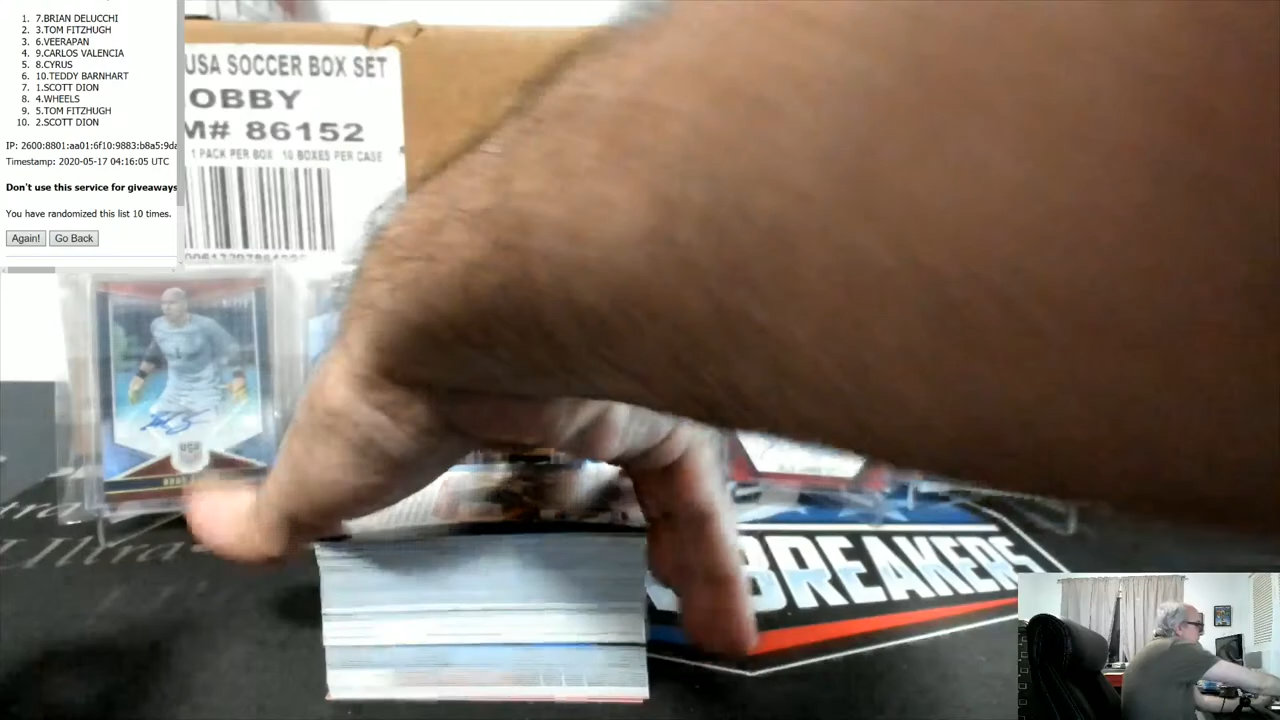 1. 7.BRIAN DELUCCHI
2. 3.TOM FITZHUGH
3. 6.VEERAPAN
4. 9.CARLOS VALENCIA
5. 8.CYRUS
6. 10.TEDDY BARNHART
7. 1.SCOTT DION
8. 4.WHEELS
9. 5.TOM FITZHUGH
10. 2.SCOTT DION
IP: 2600:8801:aa01:6f10:9883:b8a5:9da
Timestamp: 2020-05-17 04:16:05 UTC
Don't use this service for giveaways
You have randomized this list 10 times.
Again! Go Back
USA SOCCER BOX SET
OBBY
M# 86152
1 PACK PER BOX 10 BOXES PER CASE
USA
BREAKERS